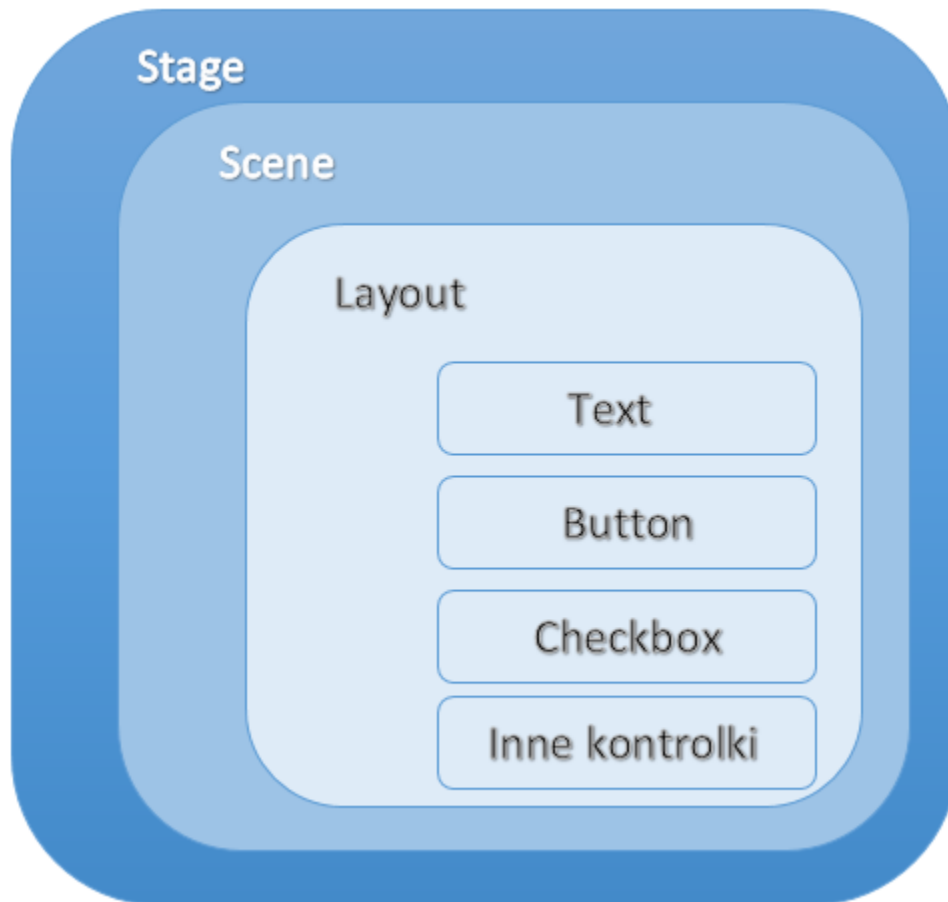 Stage
Scene
Layout
Text
Button
Checkbox
Inne kontrolki